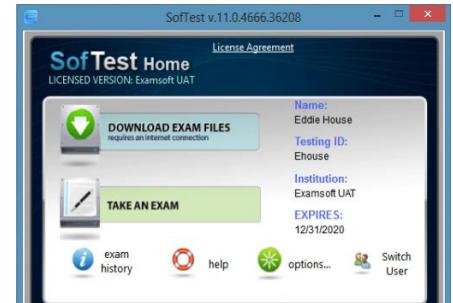 SofTest v.11.0.4666.36208
License Agreement
SofTest Home
LICENSED VERSION: Examsoft UAT
DOWNLOAD EXAM FILES
requires an internet connection
TAKE AN EXAM
Name:
Eddie House
Testing ID:
Ehouse
Institution:
Examsoft UAT
EXPIRES:
12/31/2020
exam
history
help
options...
Switch
User